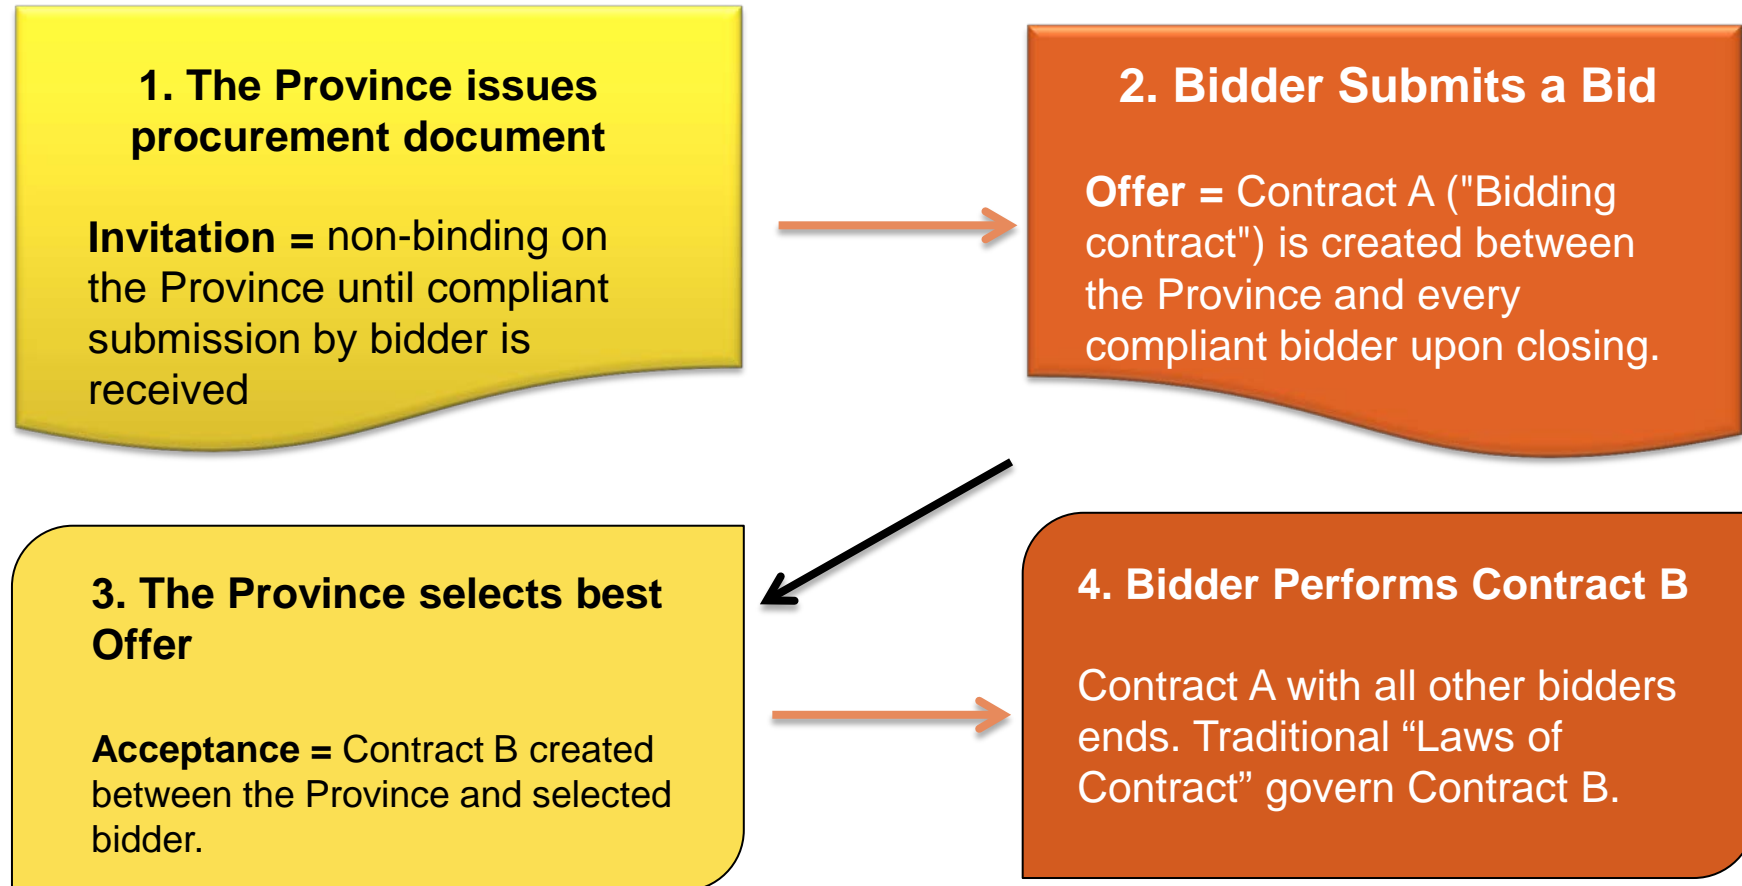 1. The Province issues
procurement document
Invitation = non-binding on
the Province until compliant
submission by bidder is
received
2. Bidder Submits a Bid
Offer = Contract A ("Bidding
contract") is created between
the Province and every
compliant bidder upon closing.
3. The Province selects best
Offer
Acceptance = Contract B created
between the Province and selected
bidder.
4. Bidder Performs Contract B
Contract A with all other bidders
ends. Traditional “Laws of
Contract” govern Contract B.